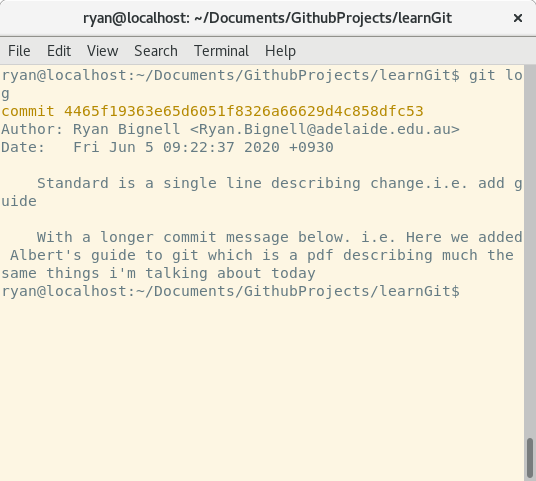 ryan@localhost: ~/Documents/GithubProjects/learnGit
File Edit View Search Terminal Help
ryan@localhost:~/Documents/GithubProjects/learnGit$ git lo
g
commit 4465f19363e65d6051f8326a66629d4c858dfc53
Author: Ryan Bignell <Ryan.Bignell@adelaide.edu.au>
Date:   Fri Jun 5 09:22:37 2020 +0930
    Standard is a single line describing change.i.e. add g
uide
    With a longer commit message below. i.e. Here we added
 Albert's guide to git which is a pdf describing much the
same things i'm talking about today
ryan@localhost:~/Documents/GithubProjects/learnGit$